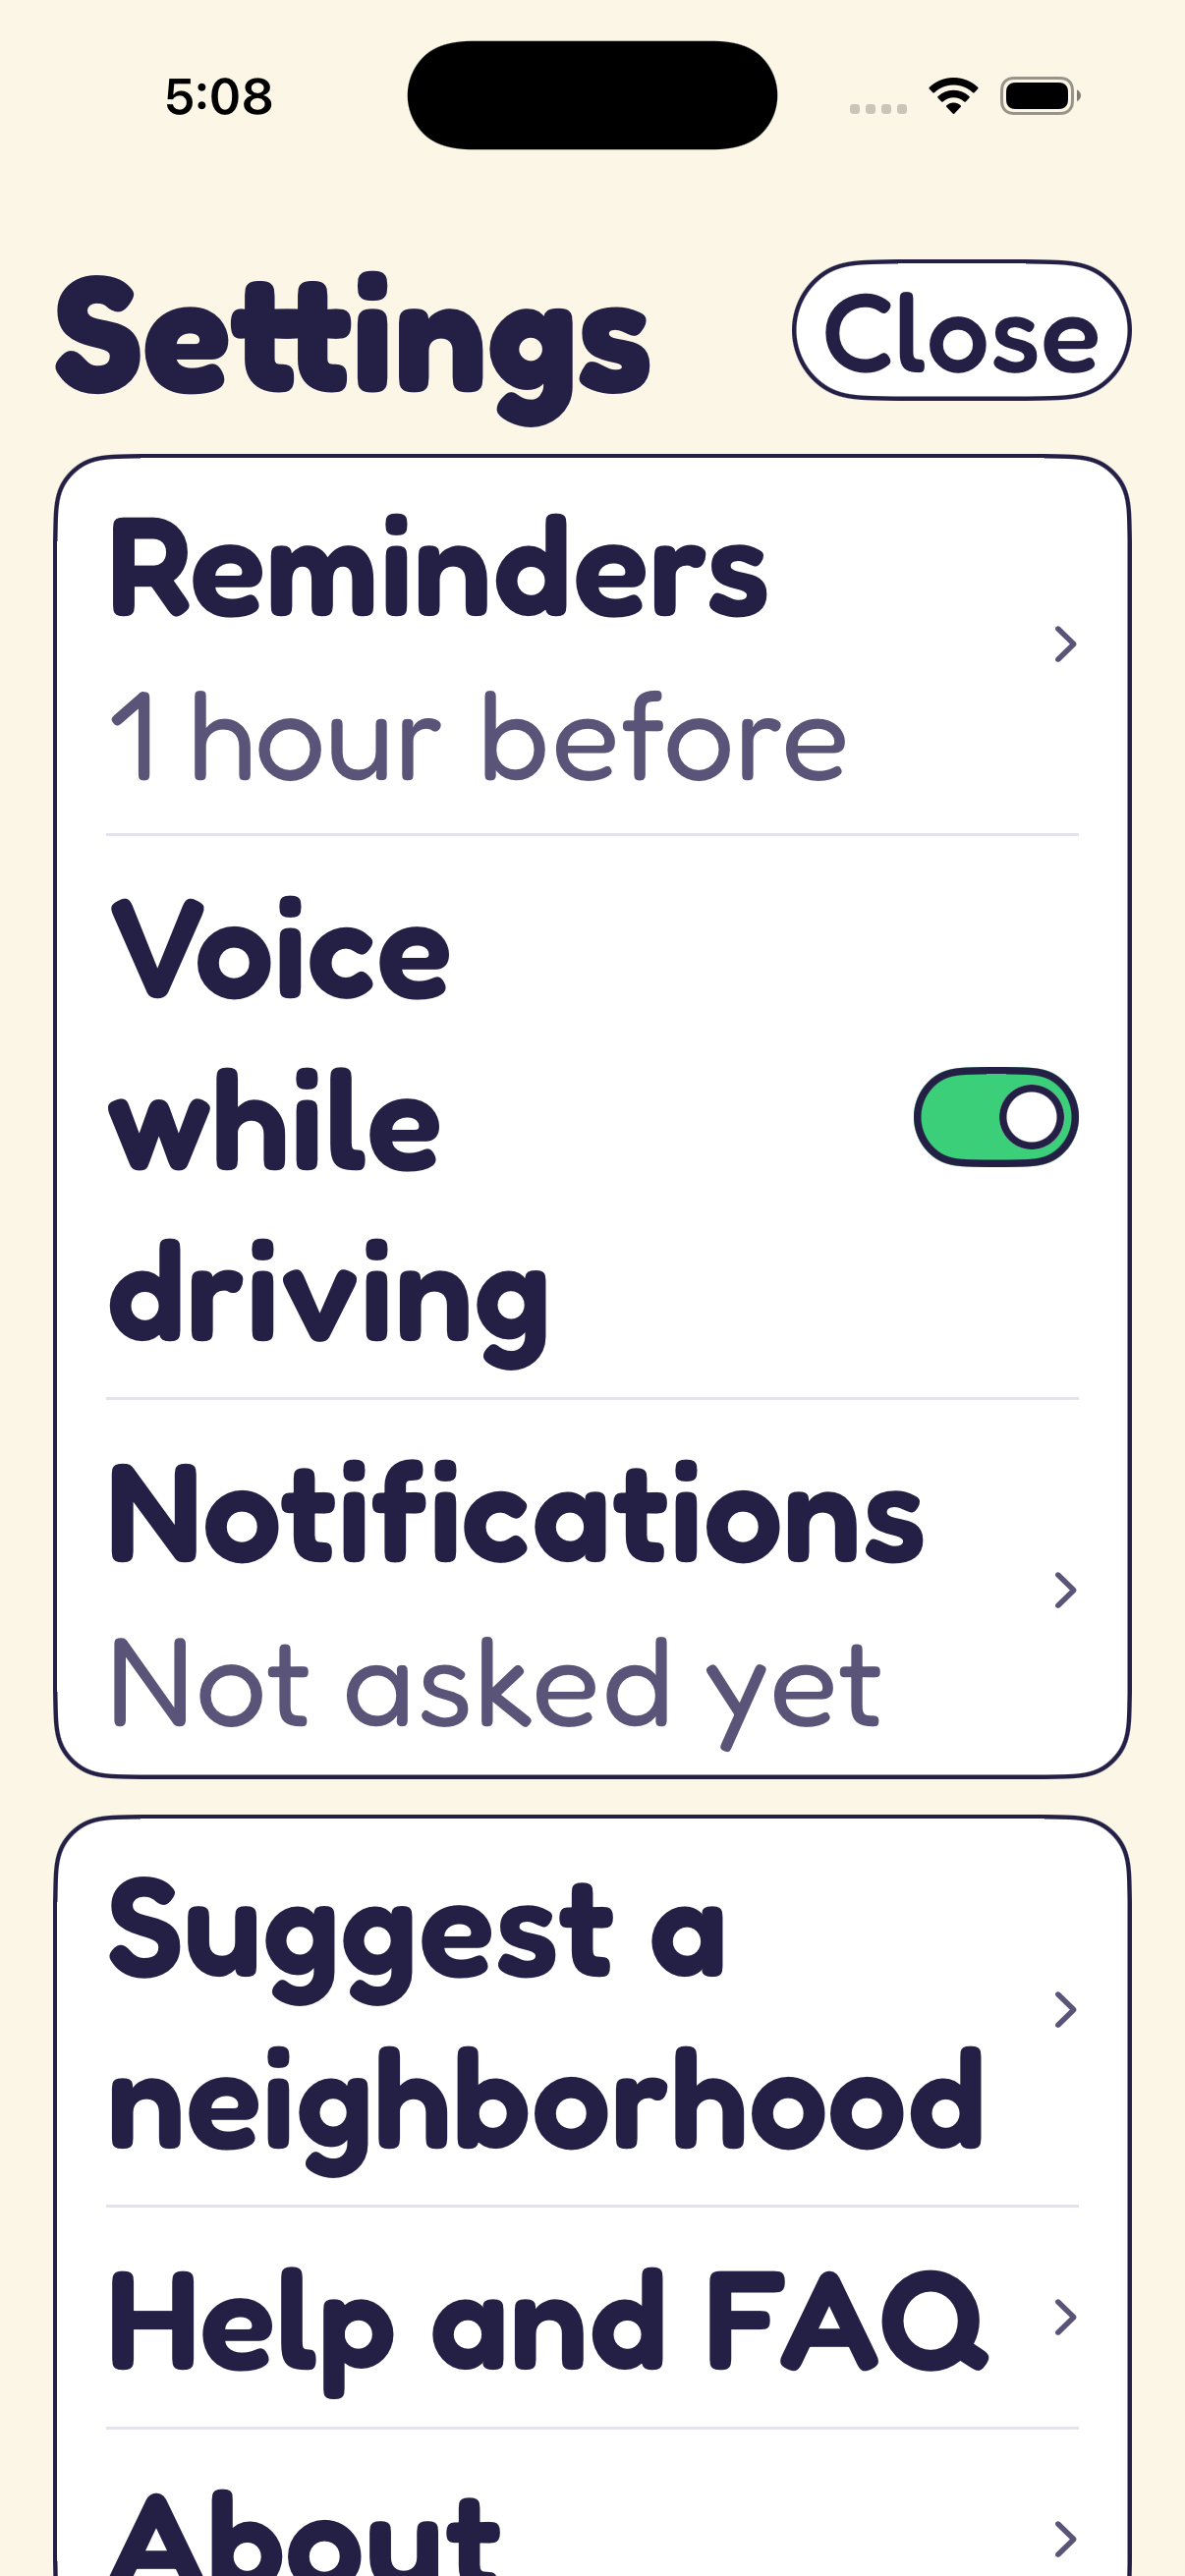 5:08
Settings
Close
Reminders
1 hour before
Voice
while
driving
Notifications
Not asked yet
Suggest a
neighborhood
Help and FAQ
About